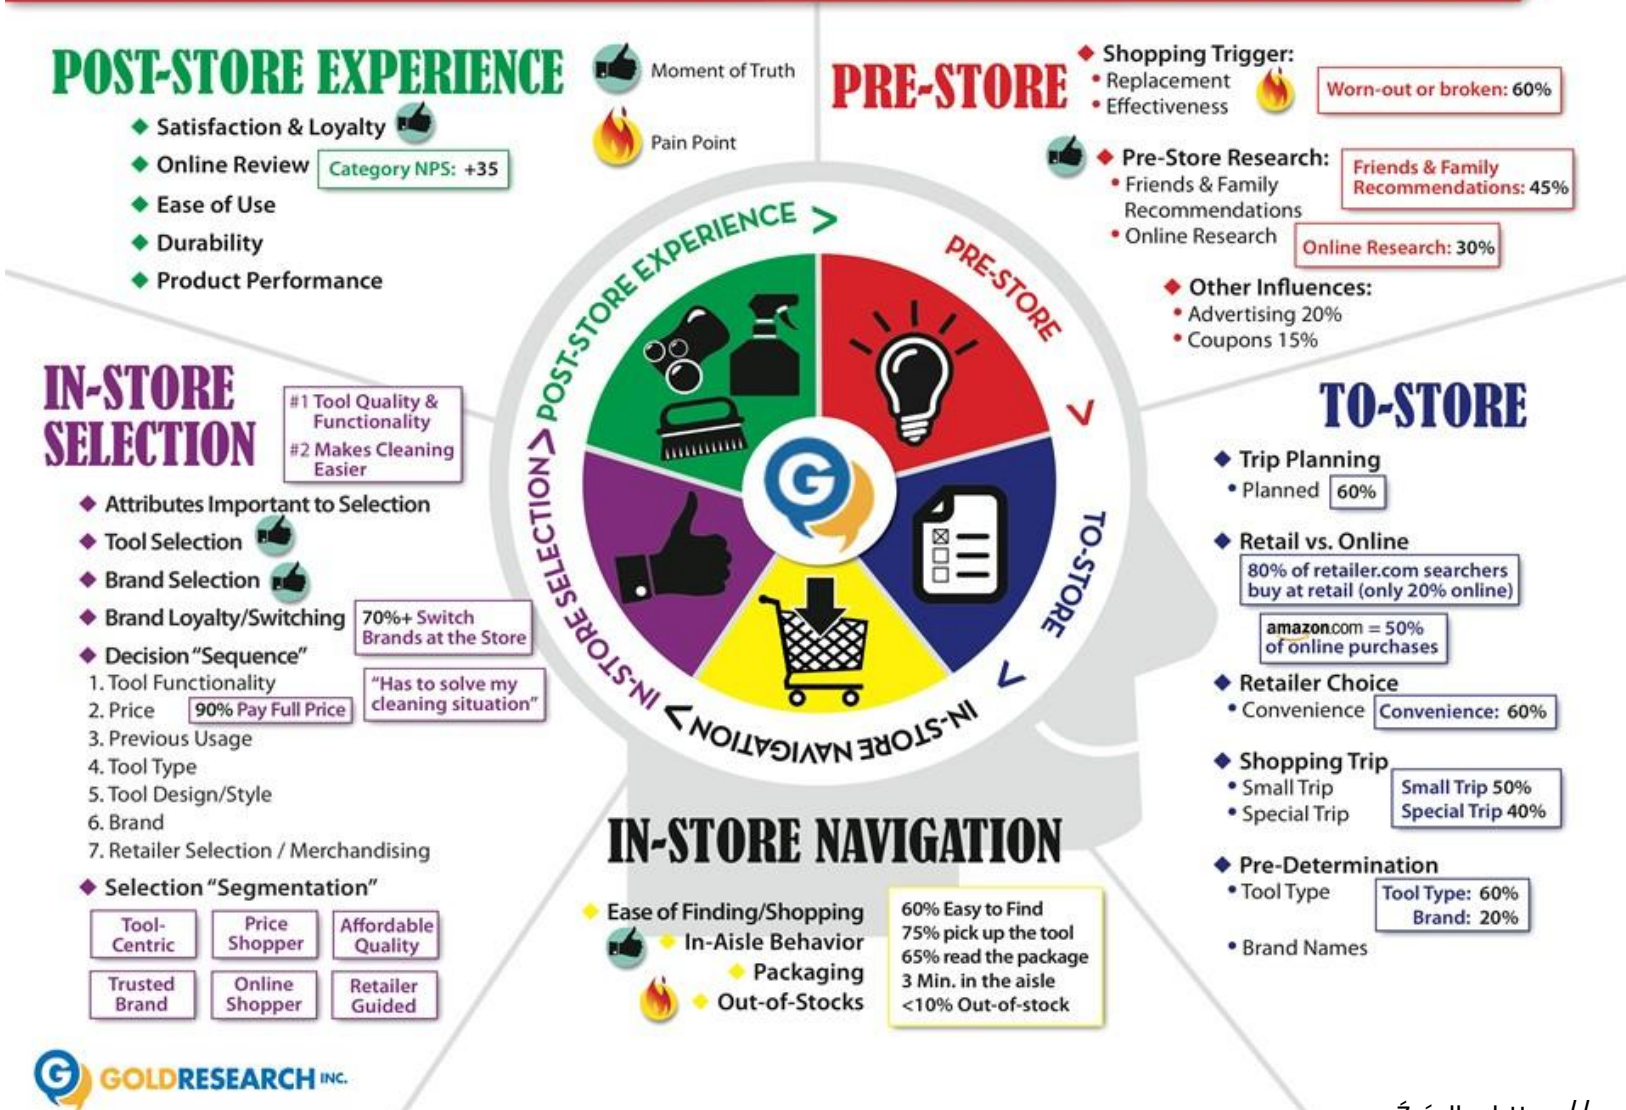 POST-STORE EXPERIENCE
Satisfaction & Loyalty
Online Review
Category NPS: +35
Ease of Use
Durability
Product Performance
Moment of Truth
Pain Point
PRE-STORE
Shopping Trigger:
Replacement
Effectiveness
Worn-out or broken: 60%
Pre-Store Research:
Friends & Family
Recommendations
Online Research
Friends & Family
Recommendations: 45%
Online Research: 30%
Other Influences:
Advertising 20%
Coupons 15%
POST-STORE EXPERIENCE >
PRE-STORE >
TO-STORE >
IN-STORE NAVIGATION >
IN-STORE SELECTION >
G
TO-STORE
Trip Planning
Planned 60%
Retail vs. Online
80% of retailer.com searchers
buy at retail (only 20% online)
amazon.com = 50%
of online purchases
Retailer Choice
Convenience
Convenience: 60%
Shopping Trip
Small Trip
Special Trip
Small Trip 50%
Special Trip 40%
Pre-Determination
Tool Type
Tool Type: 60%
Brand: 20%
Brand Names
IN-STORE
SELECTION
#1 Tool Quality &
Functionality
#2 Makes Cleaning
Easier
Attributes Important to Selection
Tool Selection
Brand Selection
Brand Loyalty/Switching
70%+ Switch
Brands at the Store
Decision "Sequence"
1. Tool Functionality
2. Price
90% Pay Full Price
"Has to solve my
cleaning situation"
3. Previous Usage
4. Tool Type
5. Tool Design/Style
6. Brand
7. Retailer Selection / Merchandising
Selection "Segmentation"
Tool-
Centric
Price
Shopper
Affordable
Quality
Trusted
Brand
Online
Shopper
Retailer
Guided
IN-STORE NAVIGATION
Ease of Finding/Shopping
In-Aisle Behavior
Packaging
Out-of-Stocks
60% Easy to Find
75% pick up the tool
65% read the package
3 Min. in the aisle
<10% Out-of-stock
G GOLDRESEARCH INC.